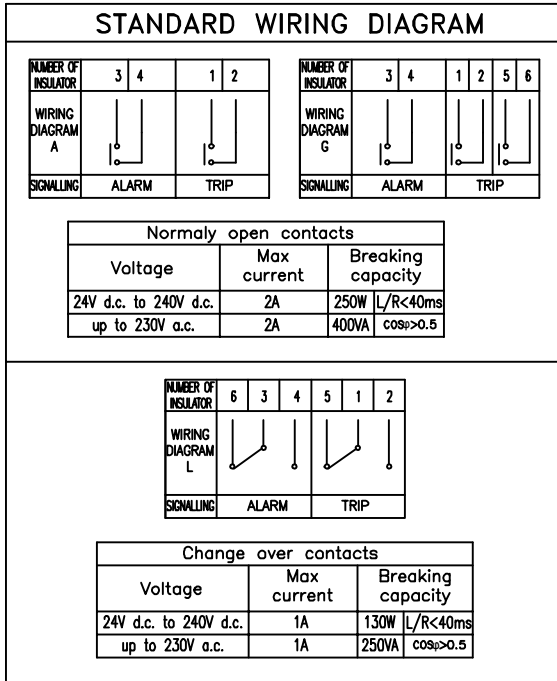 STANDARD WIRING DIAGRAM
NUMBER OF INSULATOR 3 4 1 2
WIRING DIAGRAM A
SIGNALLING ALARM TRIP
NUMBER OF INSULATOR 3 4 1 2 5 6
WIRING DIAGRAM G
SIGNALLING ALARM TRIP
Normaly open contacts
Voltage Max current Breaking capacity
24V d.c. to 240V d.c. 2A 250W L/R<40ms
up to 230V a.c. 2A 400VA cosρ>0.5
NUMBER OF INSULATOR 6 3 4 5 1 2
WIRING DIAGRAM L
SIGNALLING ALARM TRIP
Change over contacts
Voltage Max current Breaking capacity
24V d.c. to 240V d.c. 1A 130W L/R<40ms
up to 230V a.c. 1A 250VA cosρ>0.5